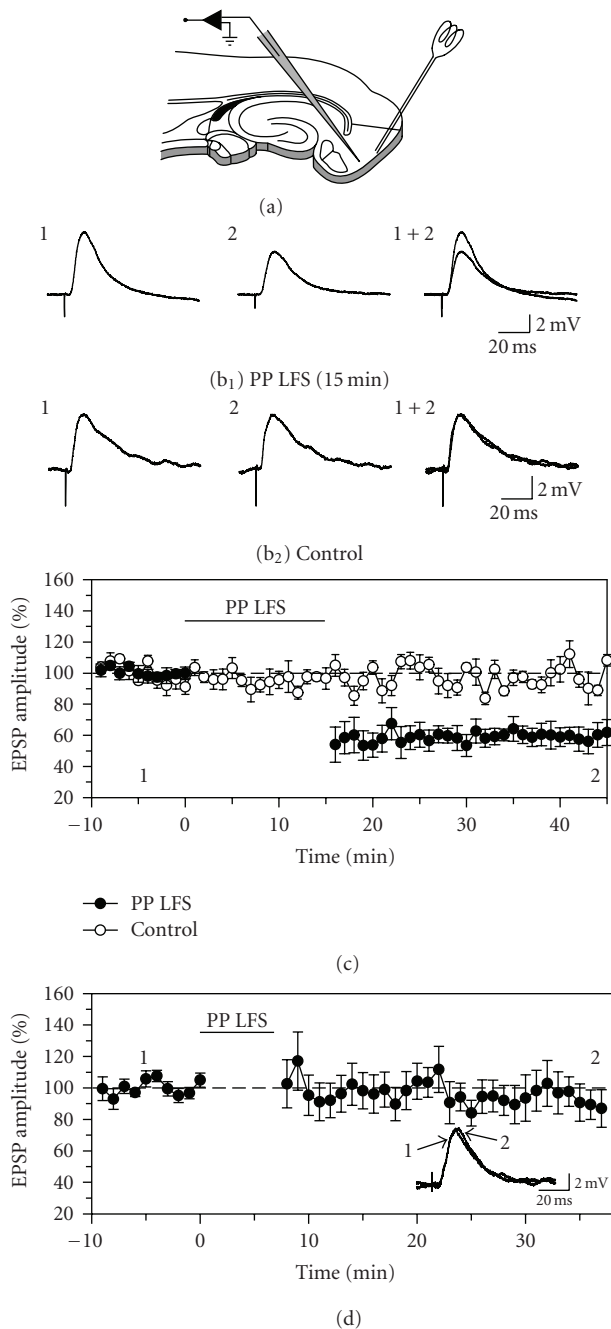 (a)
1 2 1 + 2
2 mV
20 ms
(b1) PP LFS (15 min)
1 2 1 + 2
2 mV
20 ms
(b2) Control
160
140
120
100
80
60
40
20
EPSP amplitude (%)
PP LFS
1 2
−10 0 10 20 30 40
Time (min)
PP LFS
Control
(c)
160
140
120
100
80
60
40
20
EPSP amplitude (%)
PP LFS
1 2
1 2
2 mV
20 ms
−10 0 10 20 30
Time (min)
(d)